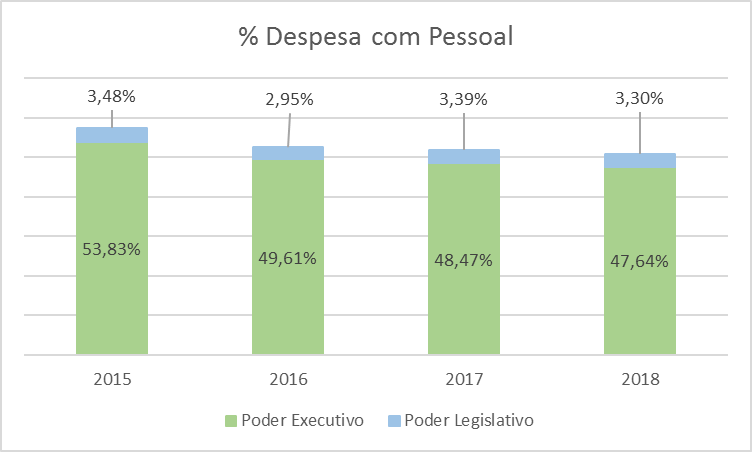 % Despesa com Pessoal
3,48% 2,95% 3,39% 3,30%
53,83% 49,61% 48,47% 47,64%
2015 2016 2017 2018
Poder Executivo Poder Legislativo